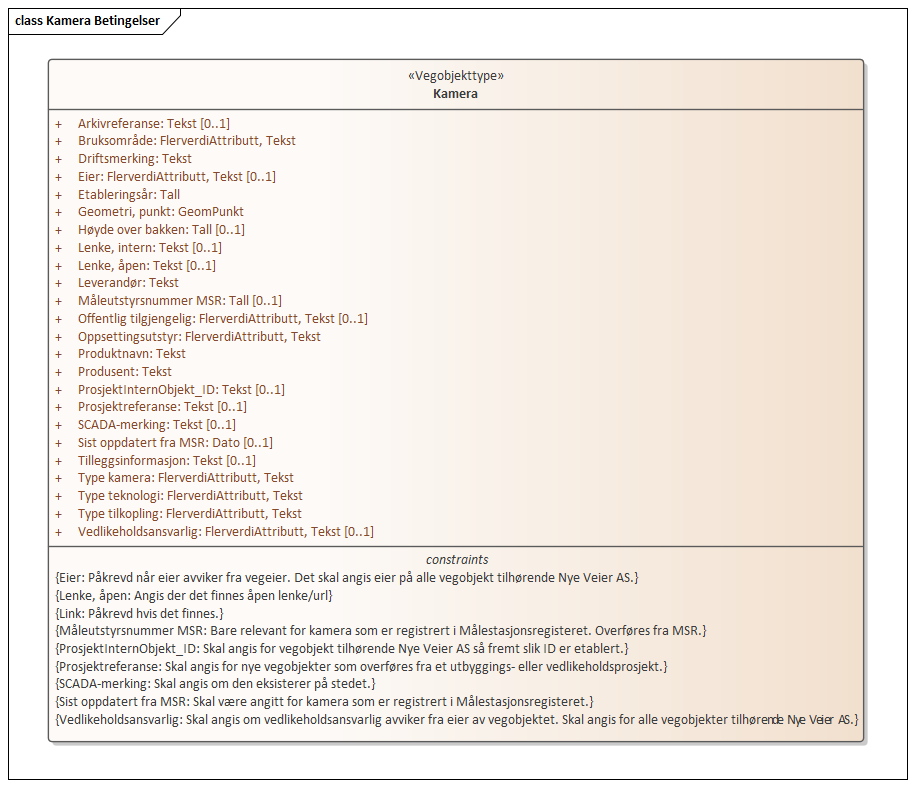 class Kamera Betingelser
«Vegobjekttype»
Kamera
+ Arkivreferanse: Tekst [0..1]
+ Bruksområde: FlerverdiAttributt, Tekst
+ Driftsmerking: Tekst
+ Eier: FlerverdiAttributt, Tekst [0..1]
+ Etableringsår: Tall
+ Geometri, punkt: GeomPunkt
+ Høyde over bakken: Tall [0..1]
+ Lenke, intern: Tekst [0..1]
+ Lenke, åpen: Tekst [0..1]
+ Leverandør: Tekst
+ Måleutstyrsnummer MSR: Tall [0..1]
+ Offentlig tilgjengelig: FlerverdiAttributt, Tekst [0..1]
+ Oppsettingsutstyr: FlerverdiAttributt, Tekst
+ Produktnavn: Tekst
+ Produsent: Tekst
+ ProsjektInternObjekt_ID: Tekst [0..1]
+ Prosjektreferanse: Tekst [0..1]
+ SCADA-merking: Tekst [0..1]
+ Sist oppdatert fra MSR: Dato [0..1]
+ Tilleggsinformasjon: Tekst [0..1]
+ Type kamera: FlerverdiAttributt, Tekst
+ Type teknologi: FlerverdiAttributt, Tekst
+ Type tilkopling: FlerverdiAttributt, Tekst
+ Vedlikeholdsansvarlig: FlerverdiAttributt, Tekst [0..1]
constraints
{Eier: Påkrevd når eier avviker fra vegeier. Det skal angis eier på alle vegobjekt tilhørende Nye Veier AS.}
{Lenke, åpen: Angis der det finnes åpen lenke/url}
{Link: Påkrevd hvis det finnes.}
{Måleutstyrsnummer MSR: Bare relevant for kamera som er registrert i Målestasjonsregisteret. Overføres fra MSR.}
{ProsjektInternObjekt_ID: Skal angis for vegobjekt tilhørende Nye Veier AS så fremt slik ID er etablert.}
{Prosjektreferanse: Skal angis for nye vegobjekter som overføres fra et utbyggings- eller vedlikeholdsprosjekt.}
{SCADA-merking: Skal angis om den eksisterer på stedet.}
{Sist oppdatert fra MSR: Skal være angitt for kamera som er registrert i Målestasjonsregisteret.}
{Vedlikeholdsansvarlig: Skal angis om vedlikeholdsansvarlig avviker fra eier av vegobjektet. Skal angis for alle vegobjekter tilhørende Nye Veier AS.}